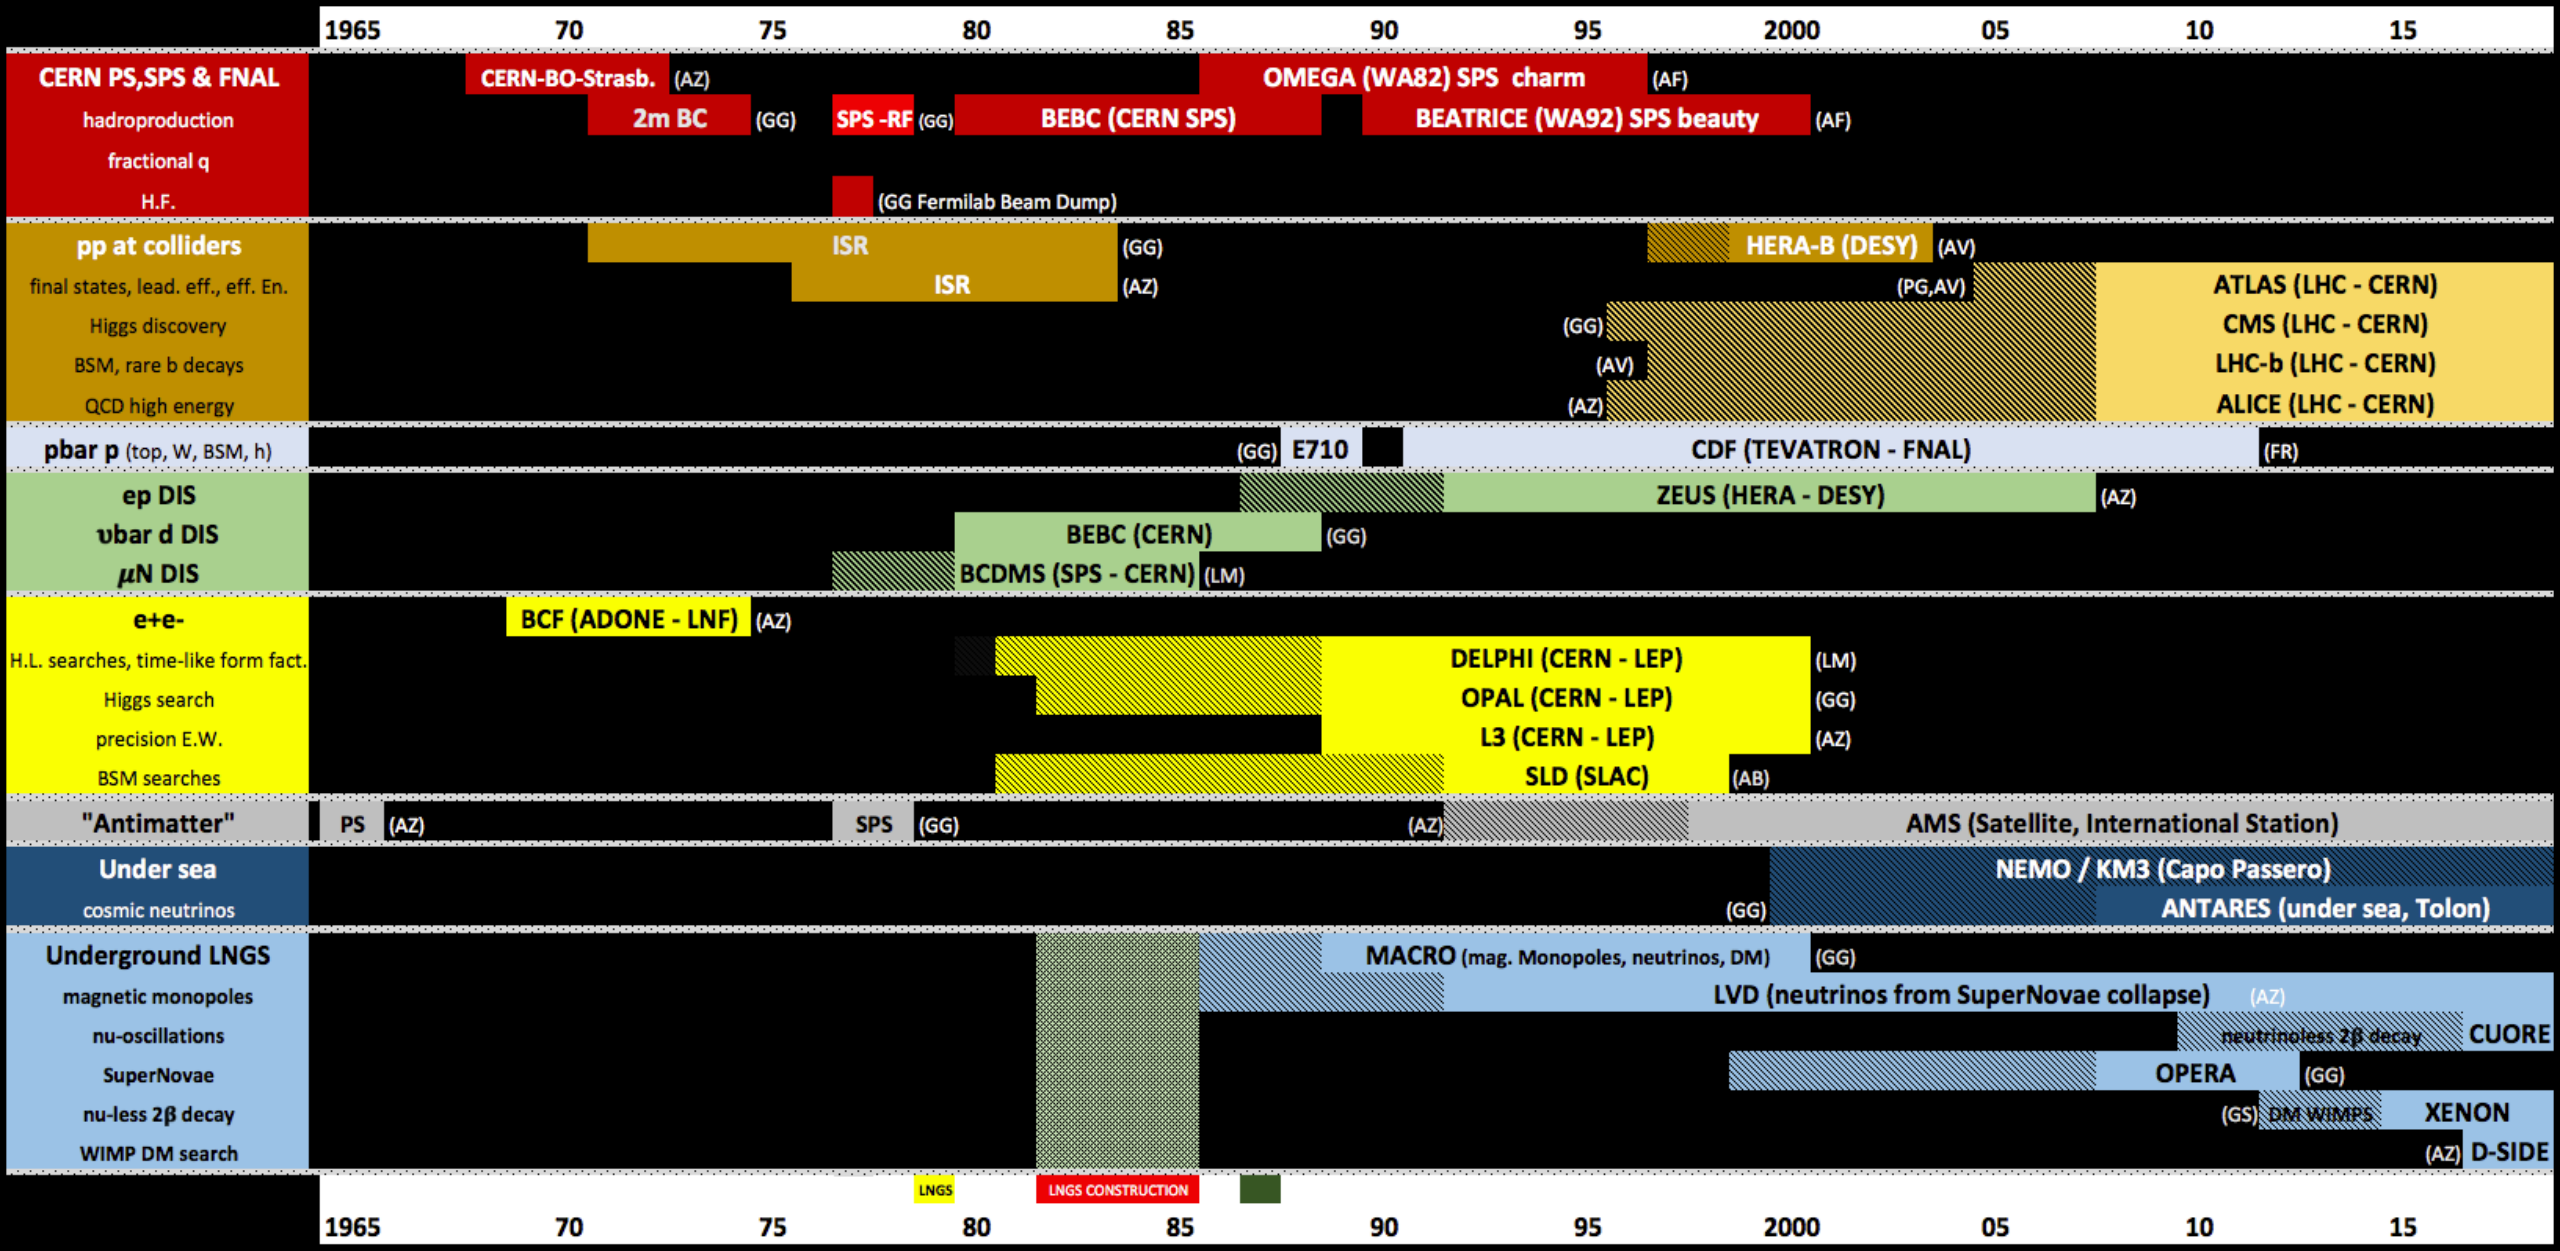 1965 70 75 80 85 90 95 2000 05 10 15
CERN PS,SPS & FNAL CERN-BO-Strasb. (AZ) OMEGA (WA82) SPS charm (AF)
hadroproduction 2m BC (GG) SPS -RF (GG) BEBC (CERN SPS) BEATRICE (WA92) SPS beauty (AF)
fractional q
H.F. (GG Fermilab Beam Dump)
pp at colliders ISR (GG) HERA-B (DESY) (AV)
final states, lead. eff., eff. En. ISR (AZ) (PG,AV) ATLAS (LHC - CERN)
Higgs discovery (GG) CMS (LHC - CERN)
BSM, rare b decays (AV) LHC-b (LHC - CERN)
QCD high energy (AZ) ALICE (LHC - CERN)
pbar p (top, W, BSM, h) (GG) E710 CDF (TEVATRON - FNAL) (FR)
ep DIS ZEUS (HERA - DESY) (AZ)
υbar d DIS BEBC (CERN) (GG)
μN DIS BCDMS (SPS - CERN) (LM)
e+e- BCF (ADONE - LNF) (AZ)
H.L. searches, time-like form fact. DELPHI (CERN - LEP) (LM)
Higgs search OPAL (CERN - LEP) (GG)
precision E.W. L3 (CERN - LEP) (AZ)
BSM searches SLD (SLAC) (AB)
"Antimatter" PS (AZ) SPS (GG) (AZ) AMS (Satellite, International Station)
Under sea NEMO / KM3 (Capo Passero)
cosmic neutrinos (GG) ANTARES (under sea, Tolon)
Underground LNGS MACRO (mag. Monopoles, neutrinos, DM) (GG)
magnetic monopoles LVD (neutrinos from SuperNovae collapse) (AZ)
nu-oscillations neutrinoless 2β decay CUORE
SuperNovae OPERA (GG)
nu-less 2β decay (GS) DM WIMPS XENON
WIMP DM search (AZ) D-SIDE
LNGS LNGS CONSTRUCTION
1965 70 75 80 85 90 95 2000 05 10 15